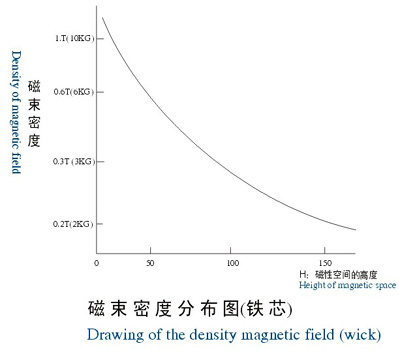 1.T(10KG)
0.6T(6KG)
0.3T(3KG)
0.2T(2KG)
Density of magnetic field
磁束密度
0 50 100 150
H: 磁性空间的高度
Height of magnetic space
磁束密度分布图(铁芯)
Drawing of the density magnetic field (wick)